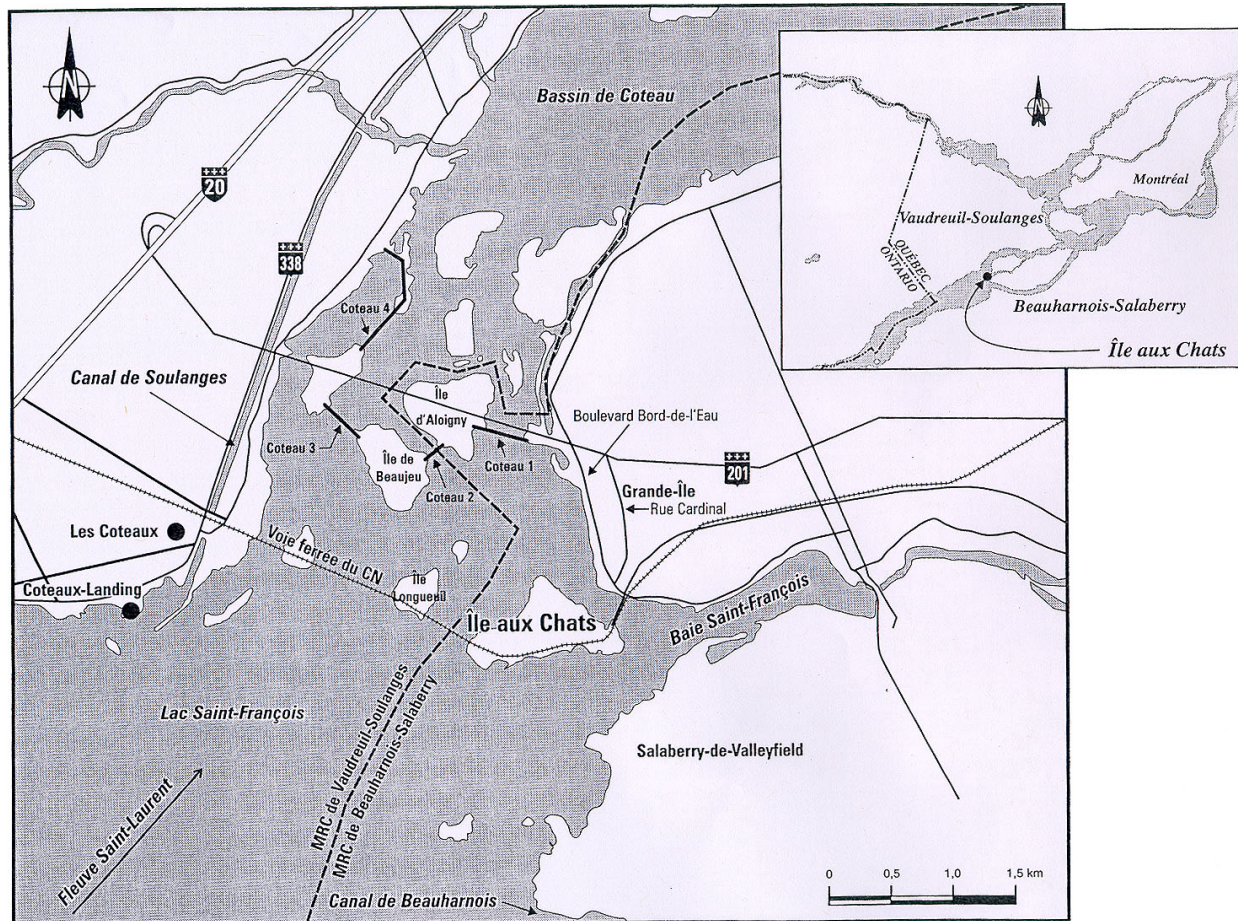 N
Bassin de Coteau
20
338
Coteau 4
Canal de Soulanges
Île
d'Aloigny
Boulevard Bord-de-l'Eau
Coteau 3
Île de
Beaujeu
Coteau 1
Coteau 2
201
Grande-Île
Rue Cardinal
Les Coteaux
Voie ferrée du CN
Coteaux-Landing
Île
Longueuil
Île aux Chats
Baie Saint-François
Lac Saint-François
MRC de Vaudreuil-Soulanges
MRC de Beauharnois-Salaberry
Salaberry-de-Valleyfield
Fleuve Saint-Laurent
Canal de Beauharnois
0 0,5 1,0 1,5 km
N
Montréal
Vaudreuil-Soulanges
QUÉBEC
ONTARIO
Beauharnois-Salaberry
Île aux Chats